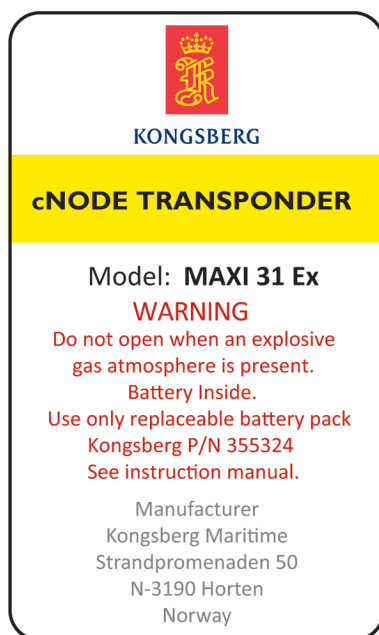 KONGSBERG
cNODE TRANSPONDER
Model: MAXI 31 Ex
WARNING
Do not open when an explosive
gas atmosphere is present.
Battery Inside.
Use only replaceable battery pack
Kongsberg P/N 355324
See instruction manual.
Manufacturer
Kongsberg Maritime
Strandpromenaden 50
N-3190 Horten
Norway